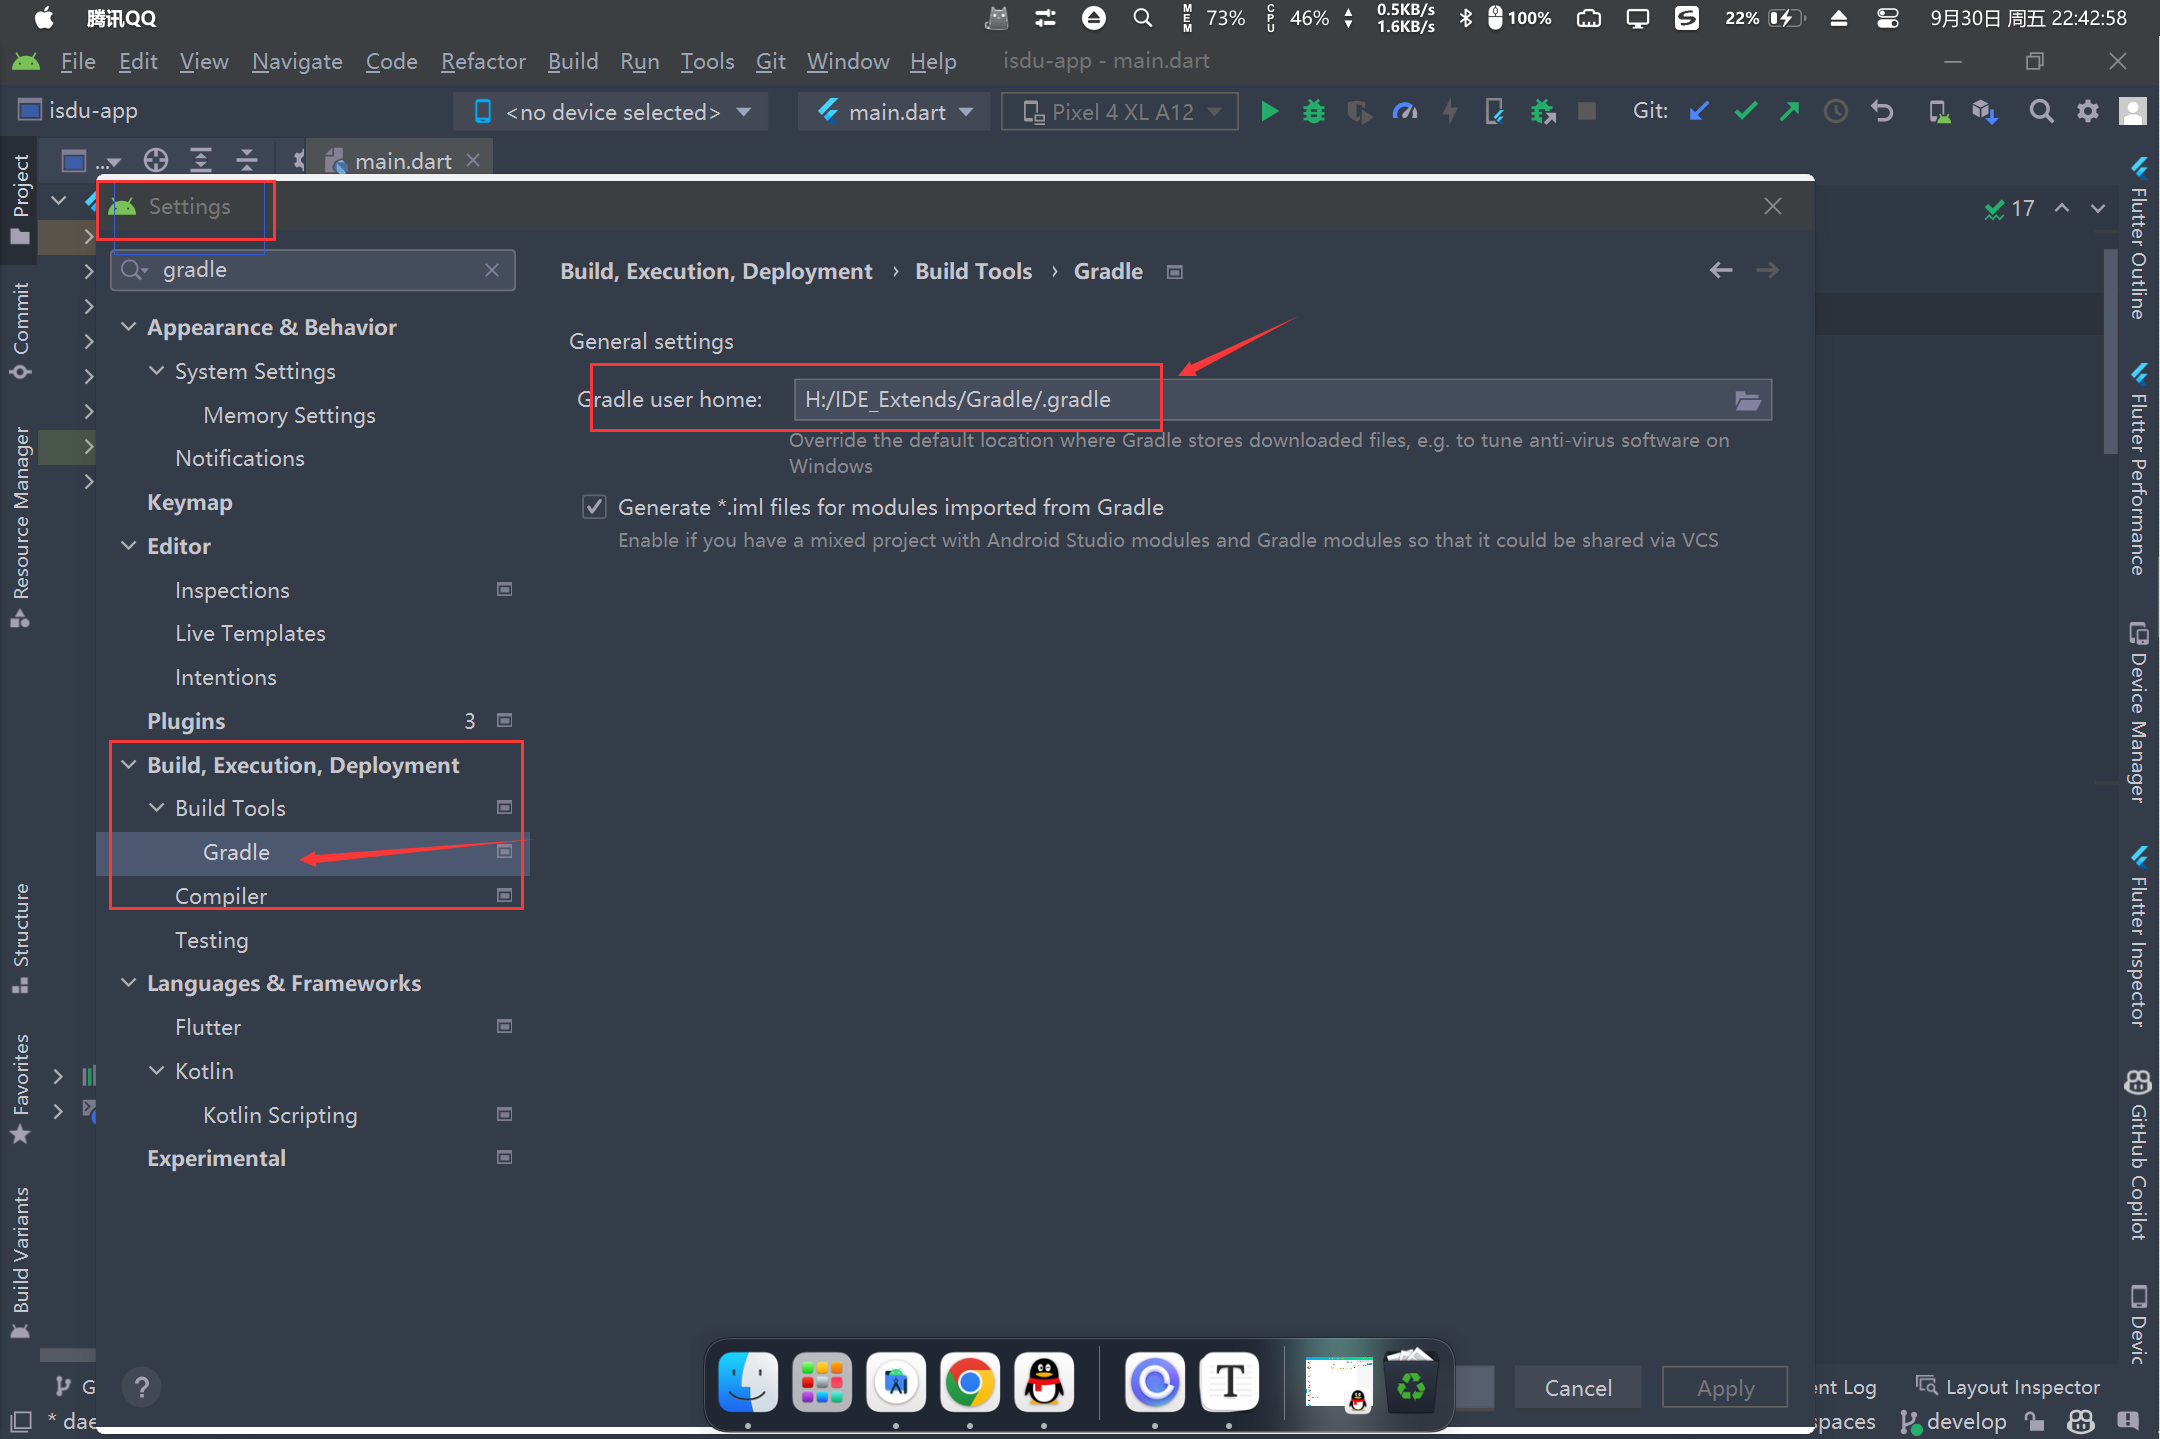 腾讯QQ
MEM 73% CPU 46% 0.5KB/s 1.6KB/s 100% 22% 9月30日 周五 22:42:58
File Edit View Navigate Code Refactor Build Run Tools Git Window Help isdu-app - main.dart
isdu-app <no device selected> main.dart Pixel 4 XL A12 Git:
... main.dart
Project
Commit
Resource Manager
Structure
Favorites
Build Variants
Settings
gradle
Appearance & Behavior
System Settings
Memory Settings
Notifications
Keymap
Editor
Inspections
Live Templates
Intentions
Plugins 3
Build, Execution, Deployment
Build Tools
Gradle
Compiler
Testing
Languages & Frameworks
Flutter
Kotlin
Kotlin Scripting
Experimental
Build, Execution, Deployment › Build Tools › Gradle
General settings
Gradle user home: H:/IDE_Extends/Gradle/.gradle
Override the default location where Gradle stores downloaded files, e.g. to tune anti-virus software on
Windows
Generate *.iml files for modules imported from Gradle
Enable if you have a mixed project with Android Studio modules and Gradle modules so that it could be shared via VCS
17
Flutter Outline
Flutter Performance
Device Manager
Flutter Inspector
GitHub Copilot
Devic
? Cancel Apply
G
ent Log Layout Inspector
* dae
spaces develop